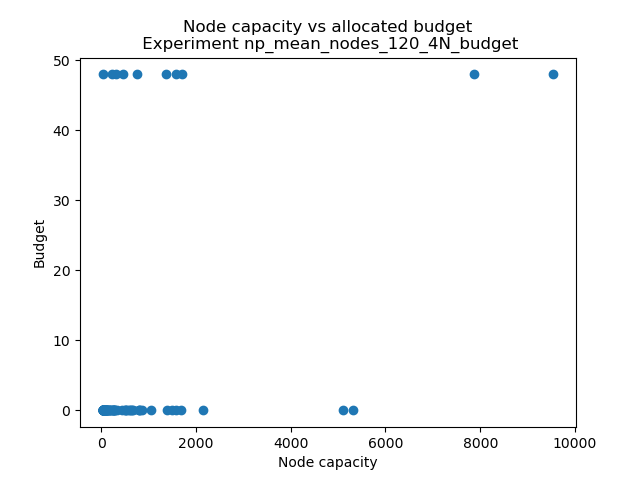 Node capacity vs allocated budget
Experiment np_mean_nodes_120_4N_budget
50
40
30
20
10
0
Budget
0 2000 4000 6000 8000 10000
Node capacity